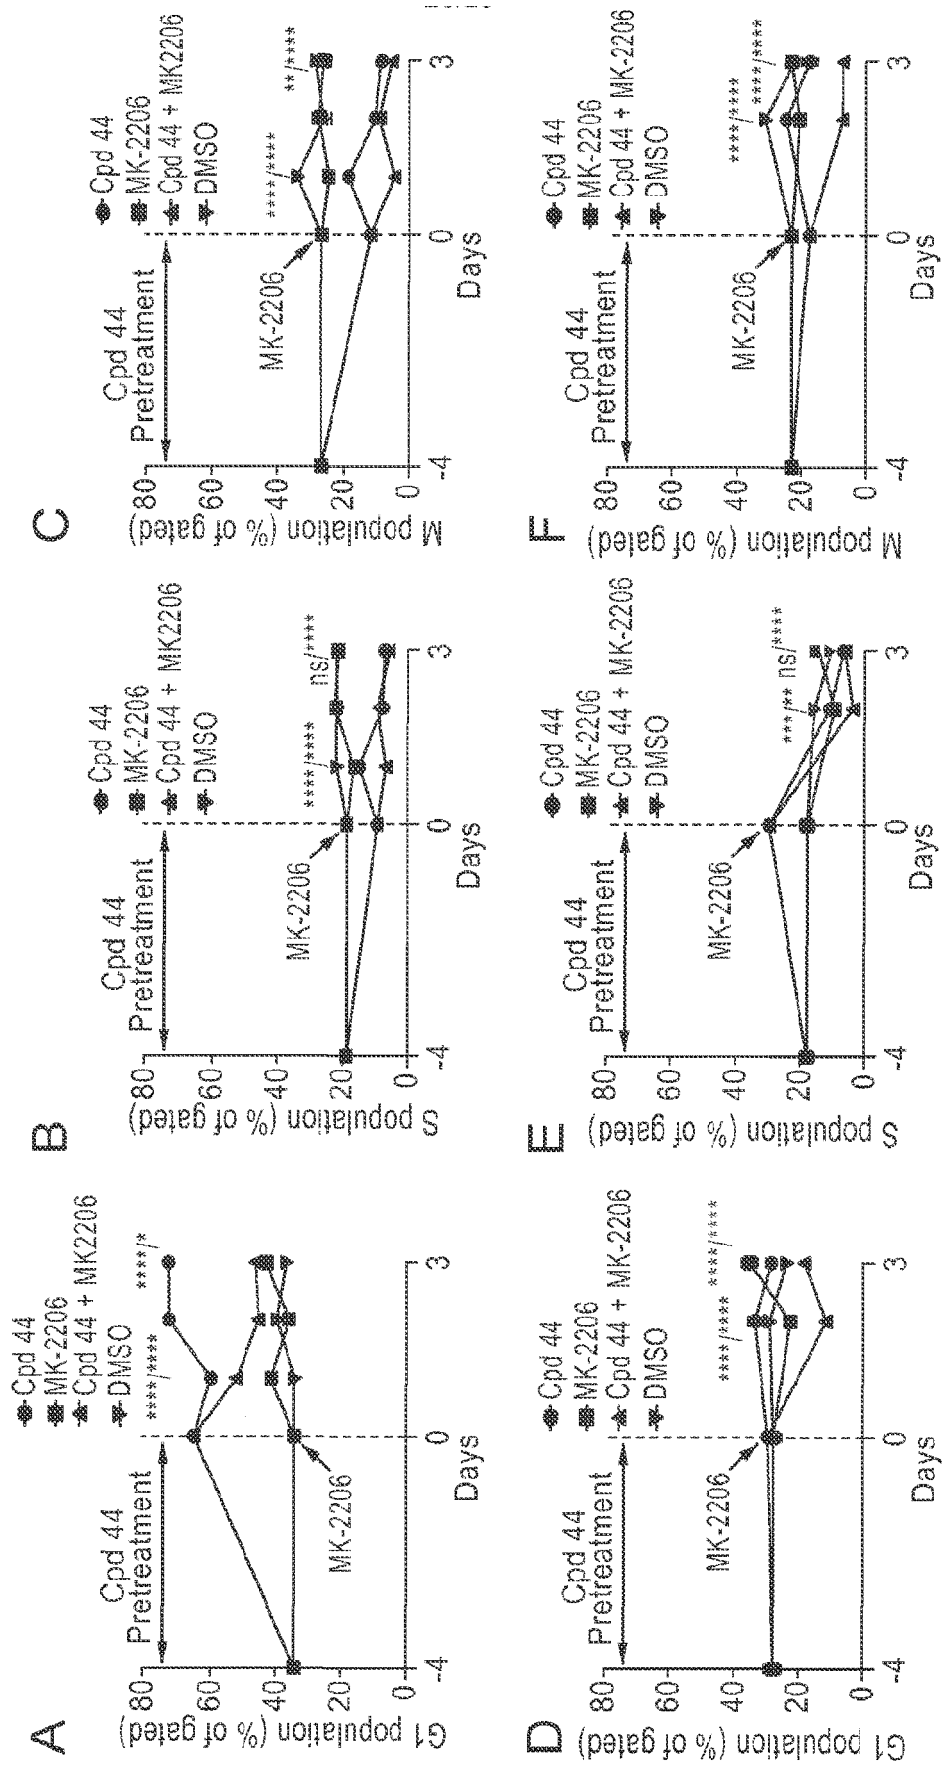 A
Cpd 44
MK-2206
Cpd 44 + MK2206
DMSO
Cpd 44
Pretreatment
****/****
****/*
G1 population (% of gated)
80
60
40
20
0
MK-2206
-4
0
3
Days
B
Cpd 44
MK-2206
Cpd 44 + MK2206
DMSO
Cpd 44
Pretreatment
****/****
ns/****
S population (% of gated)
80
60
40
20
0
MK-2206
-4
0
3
Days
C
Cpd 44
MK-2206
Cpd 44 + MK2206
DMSO
Cpd 44
Pretreatment
****/****
**/****
M population (% of gated)
80
60
40
20
0
MK-2206
-4
0
3
Days
D
Cpd 44
MK-2206
Cpd 44 + MK-2206
DMSO
Cpd 44
Pretreatment
****/****
****/****
G1 population (% of gated)
80
60
40
20
0
MK-2206
-4
0
3
Days
E
Cpd 44
MK-2206
Cpd 44 + MK-2206
DMSO
Cpd 44
Pretreatment
***/**
ns/****
S population (% of gated)
80
60
40
20
0
MK-2206
-4
0
3
Days
F
Cpd 44
MK-2206
Cpd 44 + MK-2206
DMSO
Cpd 44
Pretreatment
****/****
****/****
M population (% of gated)
80
60
40
20
0
MK-2206
-4
0
3
Days